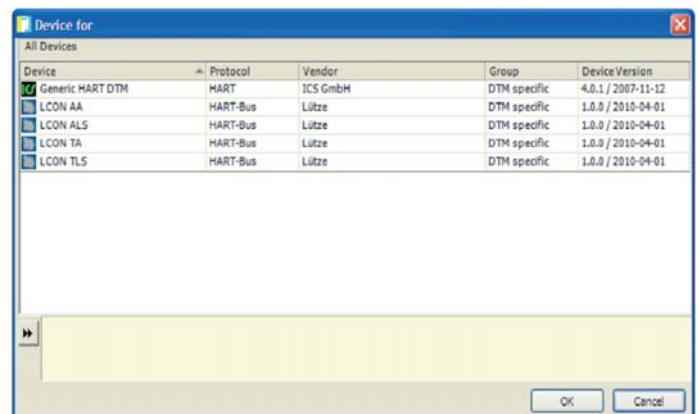 Device for
All Devices
Device Protocol Vendor Group Device Version
Generic HART DTM HART ICS GmbH DTM specific 4.0.1 / 2007-11-12
LCON AA HART-Bus Lütze DTM specific 1.0.0 / 2010-04-01
LCON ALS HART-Bus Lütze DTM specific 1.0.0 / 2010-04-01
LCON TA HART-Bus Lütze DTM specific 1.0.0 / 2010-04-01
LCON TLS HART-Bus Lütze DTM specific 1.0.0 / 2010-04-01
OK Cancel